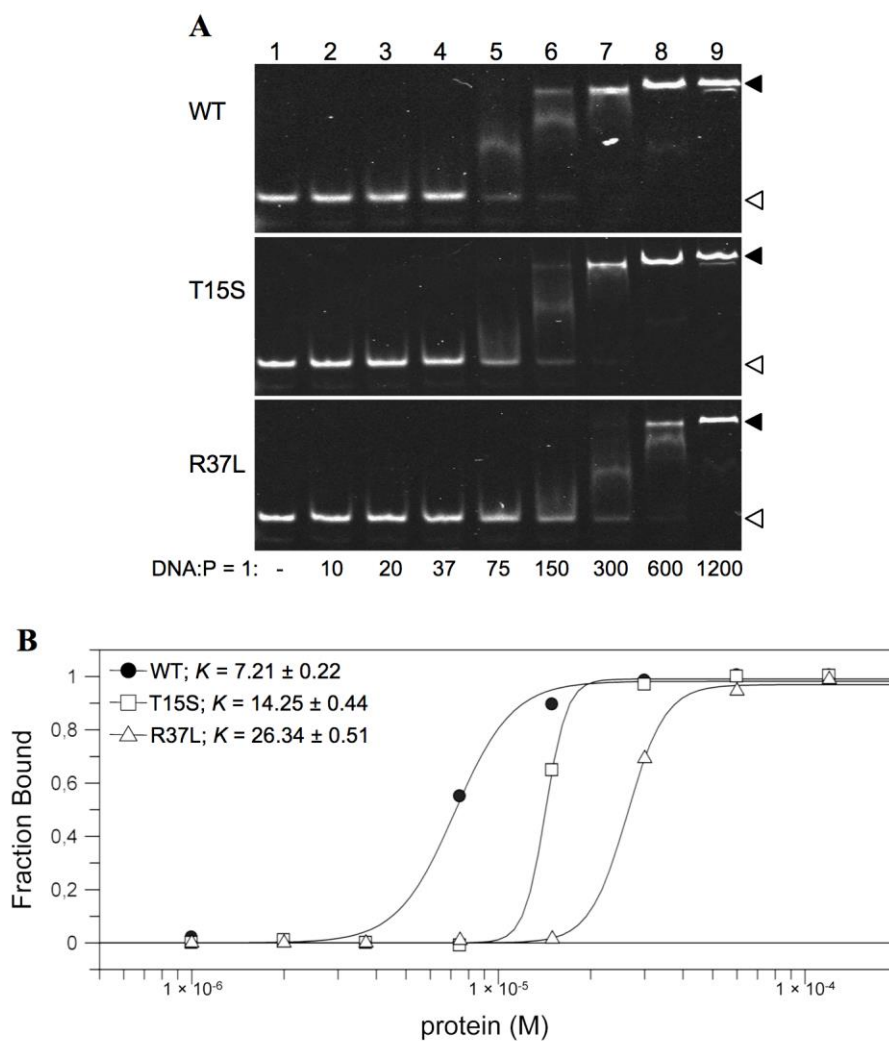 A
1 2 3 4 5 6 7 8 9
WT
T15S
R37L
DNA:P = 1: - 10 20 37 75 150 300 600 1200
B
WT; K = 7.21 ± 0.22
T15S; K = 14.25 ± 0.44
R37L; K = 26.34 ± 0.51
1
0,8
0,6
0,4
0,2
0
Fraction Bound
1 × 10⁻⁶ 1 × 10⁻⁵ 1 × 10⁻⁴
protein (M)